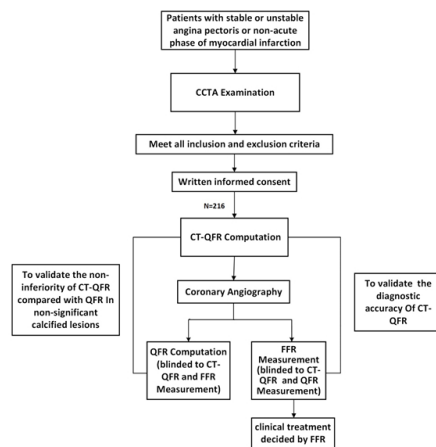 Patients with stable or unstable
angina pectoris or non-acute
phase of myocardial infarction
CCTA Examination
Meet all inclusion and exclusion criteria
Written informed consent
N=216
CT-QFR Computation
To validate the non-
inferiority of CT-QFR
compared with QFR In
non-significant
calcified lesions
To validate the
diagnostic
accuracy Of CT-
QFR
Coronary Angiography
QFR Computation
(blinded to CT-
QFR and FFR
Measurement)
FFR
Measurement
(blinded to CT-
QFR and QFR
Measurement)
clinical treatment
decided by FFR